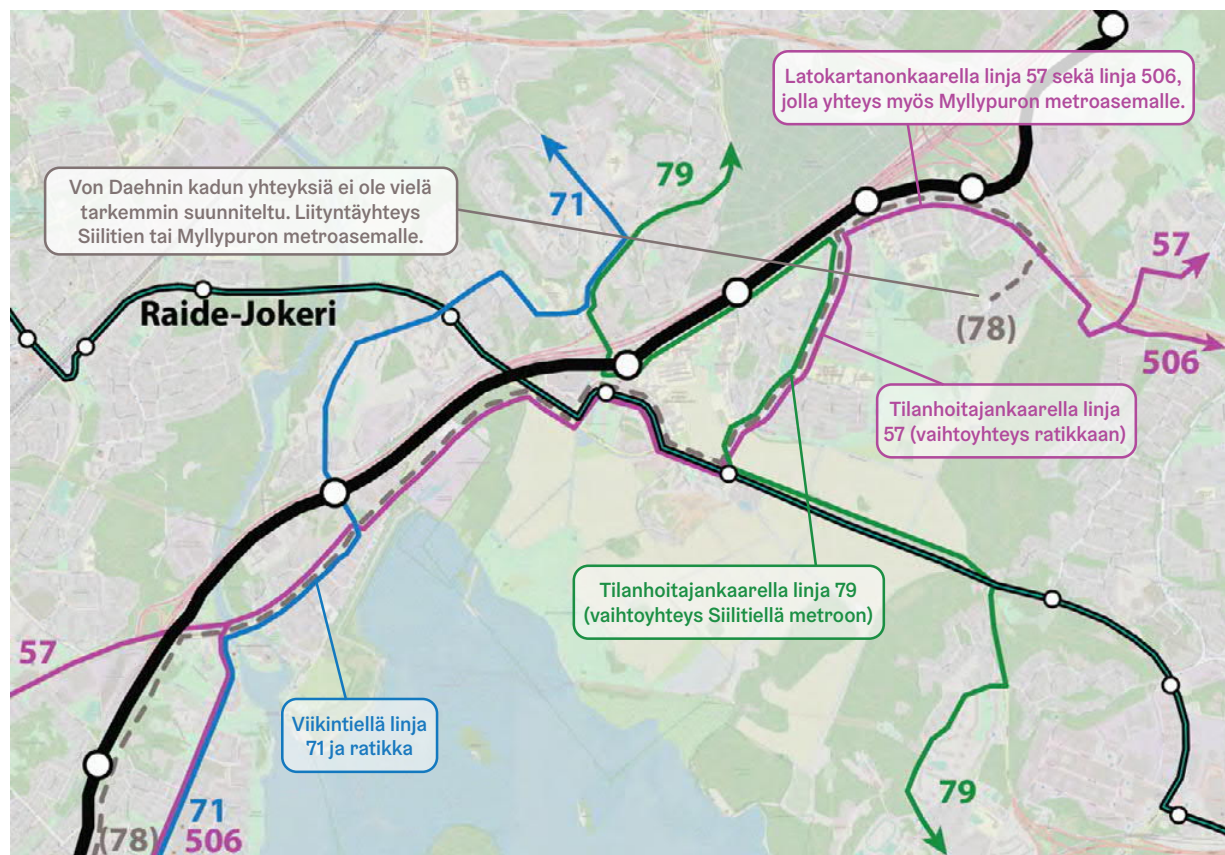 Latokartanonkaarella linja 57 sekä linja 506,
jolla yhteys myös Myllypuron metroasemalle.
79
71
Von Daehnin kadun yhteyksiä ei ole vielä
tarkemmin suunniteltu. Liityntäyhteys
Siilitien tai Myllypuron metroasemalle.
57
Raide-Jokeri
(78)
506
Tilanhoitajankaarella linja
57 (vaihtoyhteys ratikkaan)
Tilanhoitajankaarella linja 79
(vaihtoyhteys Siilitiellä metroon)
57
Viikintiellä linja
71 ja ratikka
79
71
(78)
506